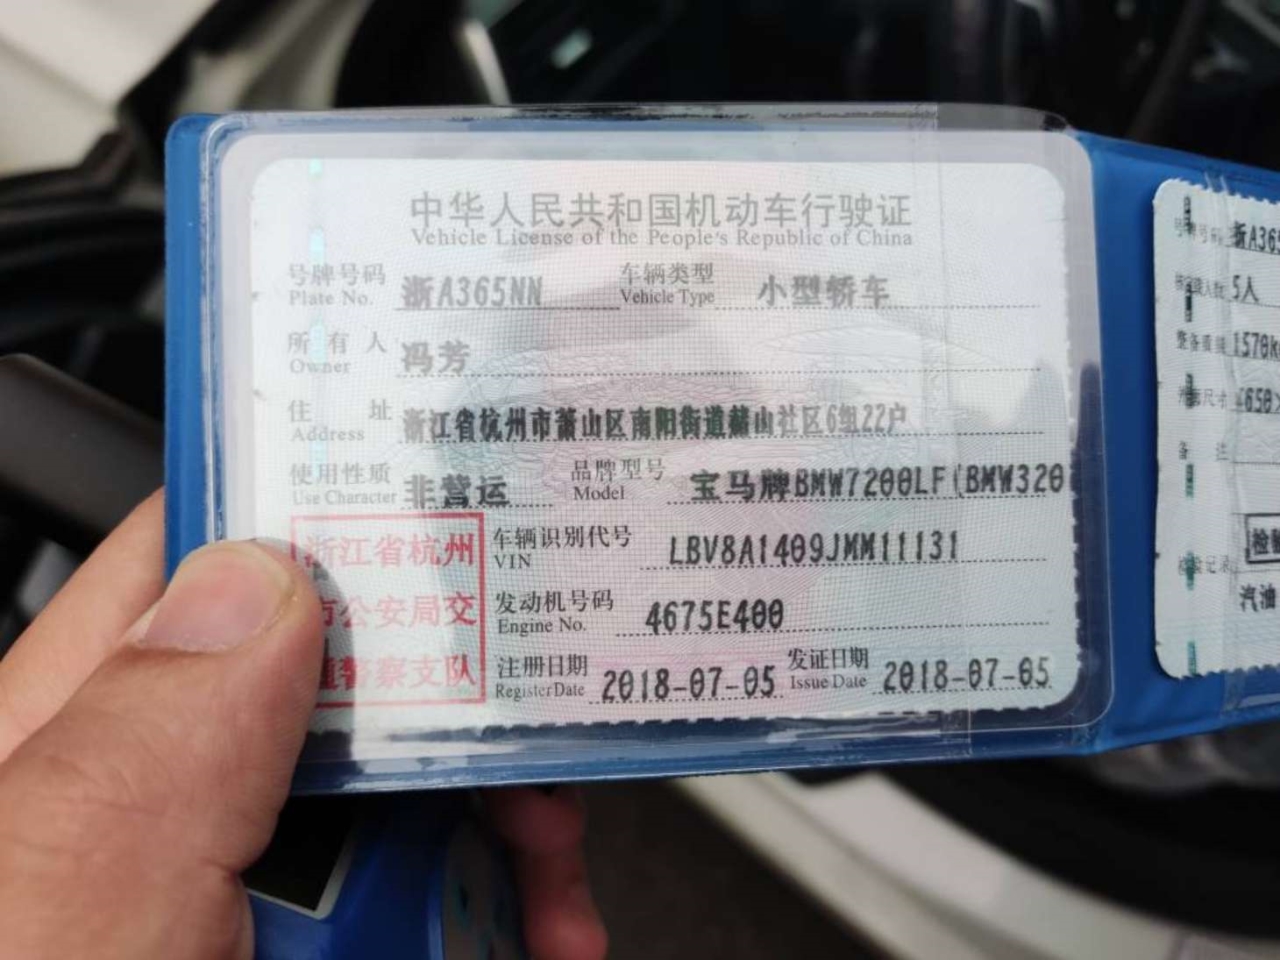 中华人民共和国机动车行驶证
Vehicle License of the People's Republic of China
号牌号码 浙A365NN 车辆类型 小型轿车
Plate No. Vehicle Type
所有人 冯芳
Owner
住址 浙江省杭州市萧山区南阳街道赭山社区6组22户
Address
使用性质 非营运 品牌型号 宝马牌BMW7200LF(BMW320
Use Character Model
浙江省杭州
市公安局交
通警察支队
车辆识别代号 LBV8A1409JMM11131
VIN
发动机号码 4675E400
Engine No.
注册日期 2018-07-05 发证日期 2018-07-05
Register Date Issue Date
浙A365
5人
整备质量 1570k
650
备注
检验记录
汽油